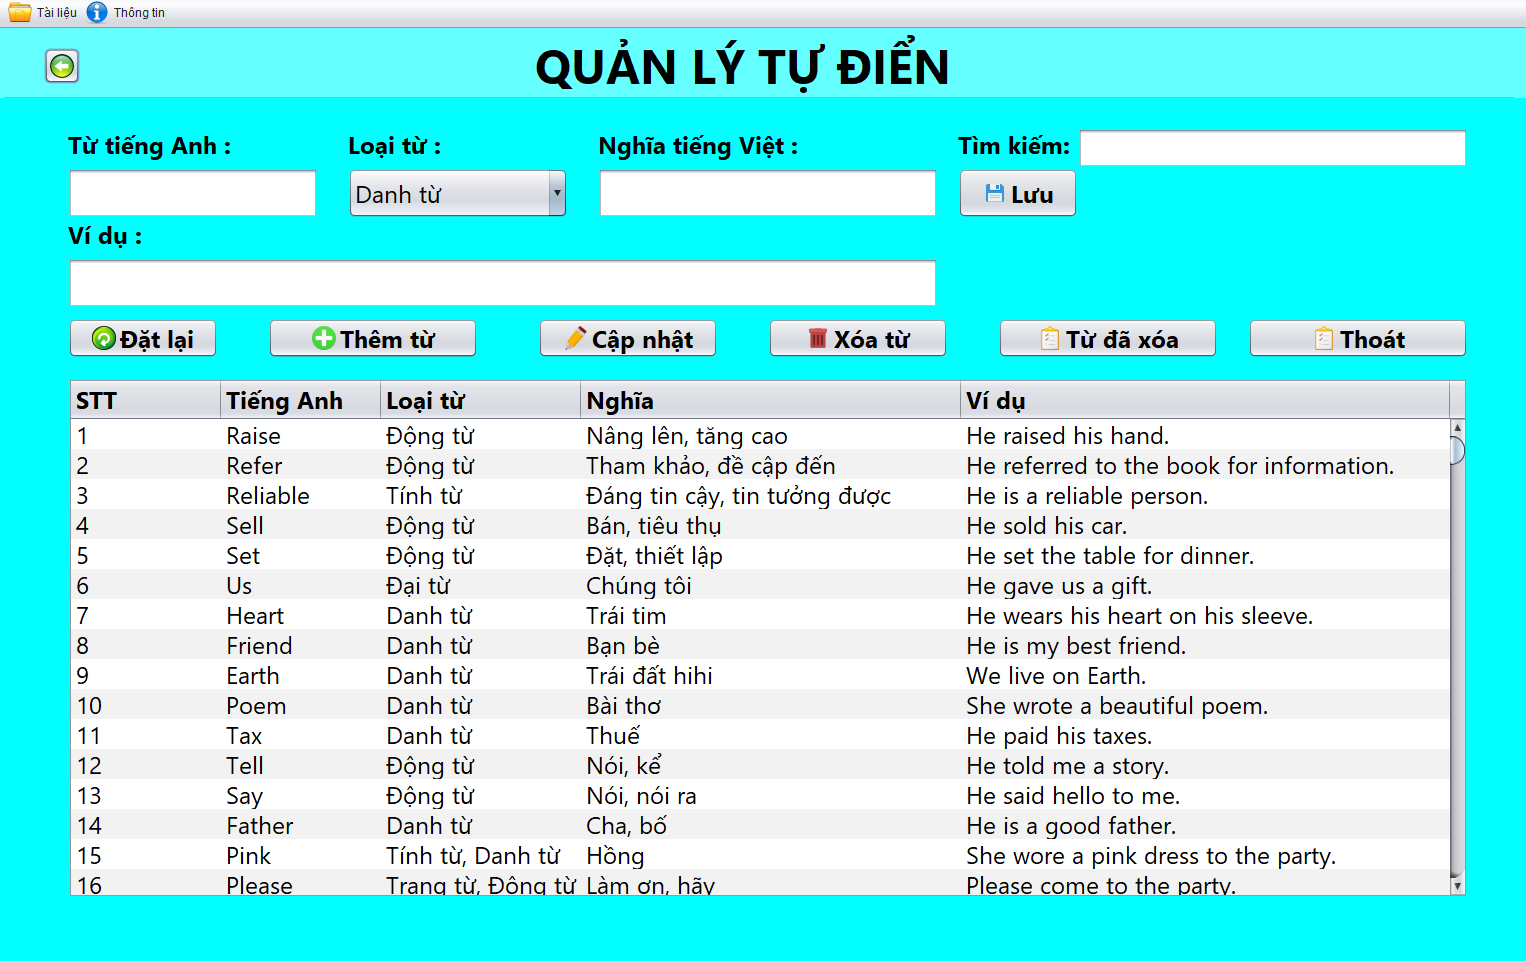 Tài liệu Thông tin
QUẢN LÝ TỰ ĐIỂN
Từ tiếng Anh : Loại từ : Nghĩa tiếng Việt : Tìm kiếm:
Danh từ Lưu
Ví dụ :
Đặt lại Thêm từ Cập nhật Xóa từ Từ đã xóa Thoát
STT Tiếng Anh Loại từ Nghĩa Ví dụ
1 Raise Động từ Nâng lên, tăng cao He raised his hand.
2 Refer Động từ Tham khảo, đề cập đến He referred to the book for information.
3 Reliable Tính từ Đáng tin cậy, tin tưởng được He is a reliable person.
4 Sell Động từ Bán, tiêu thụ He sold his car.
5 Set Động từ Đặt, thiết lập He set the table for dinner.
6 Us Đại từ Chúng tôi He gave us a gift.
7 Heart Danh từ Trái tim He wears his heart on his sleeve.
8 Friend Danh từ Bạn bè He is my best friend.
9 Earth Danh từ Trái đất hihi We live on Earth.
10 Poem Danh từ Bài thơ She wrote a beautiful poem.
11 Tax Danh từ Thuế He paid his taxes.
12 Tell Động từ Nói, kể He told me a story.
13 Say Động từ Nói, nói ra He said hello to me.
14 Father Danh từ Cha, bố He is a good father.
15 Pink Tính từ, Danh từ Hồng She wore a pink dress to the party.
16 Please Trạng từ, Động từ Làm ơn, hãy Please come to the party.